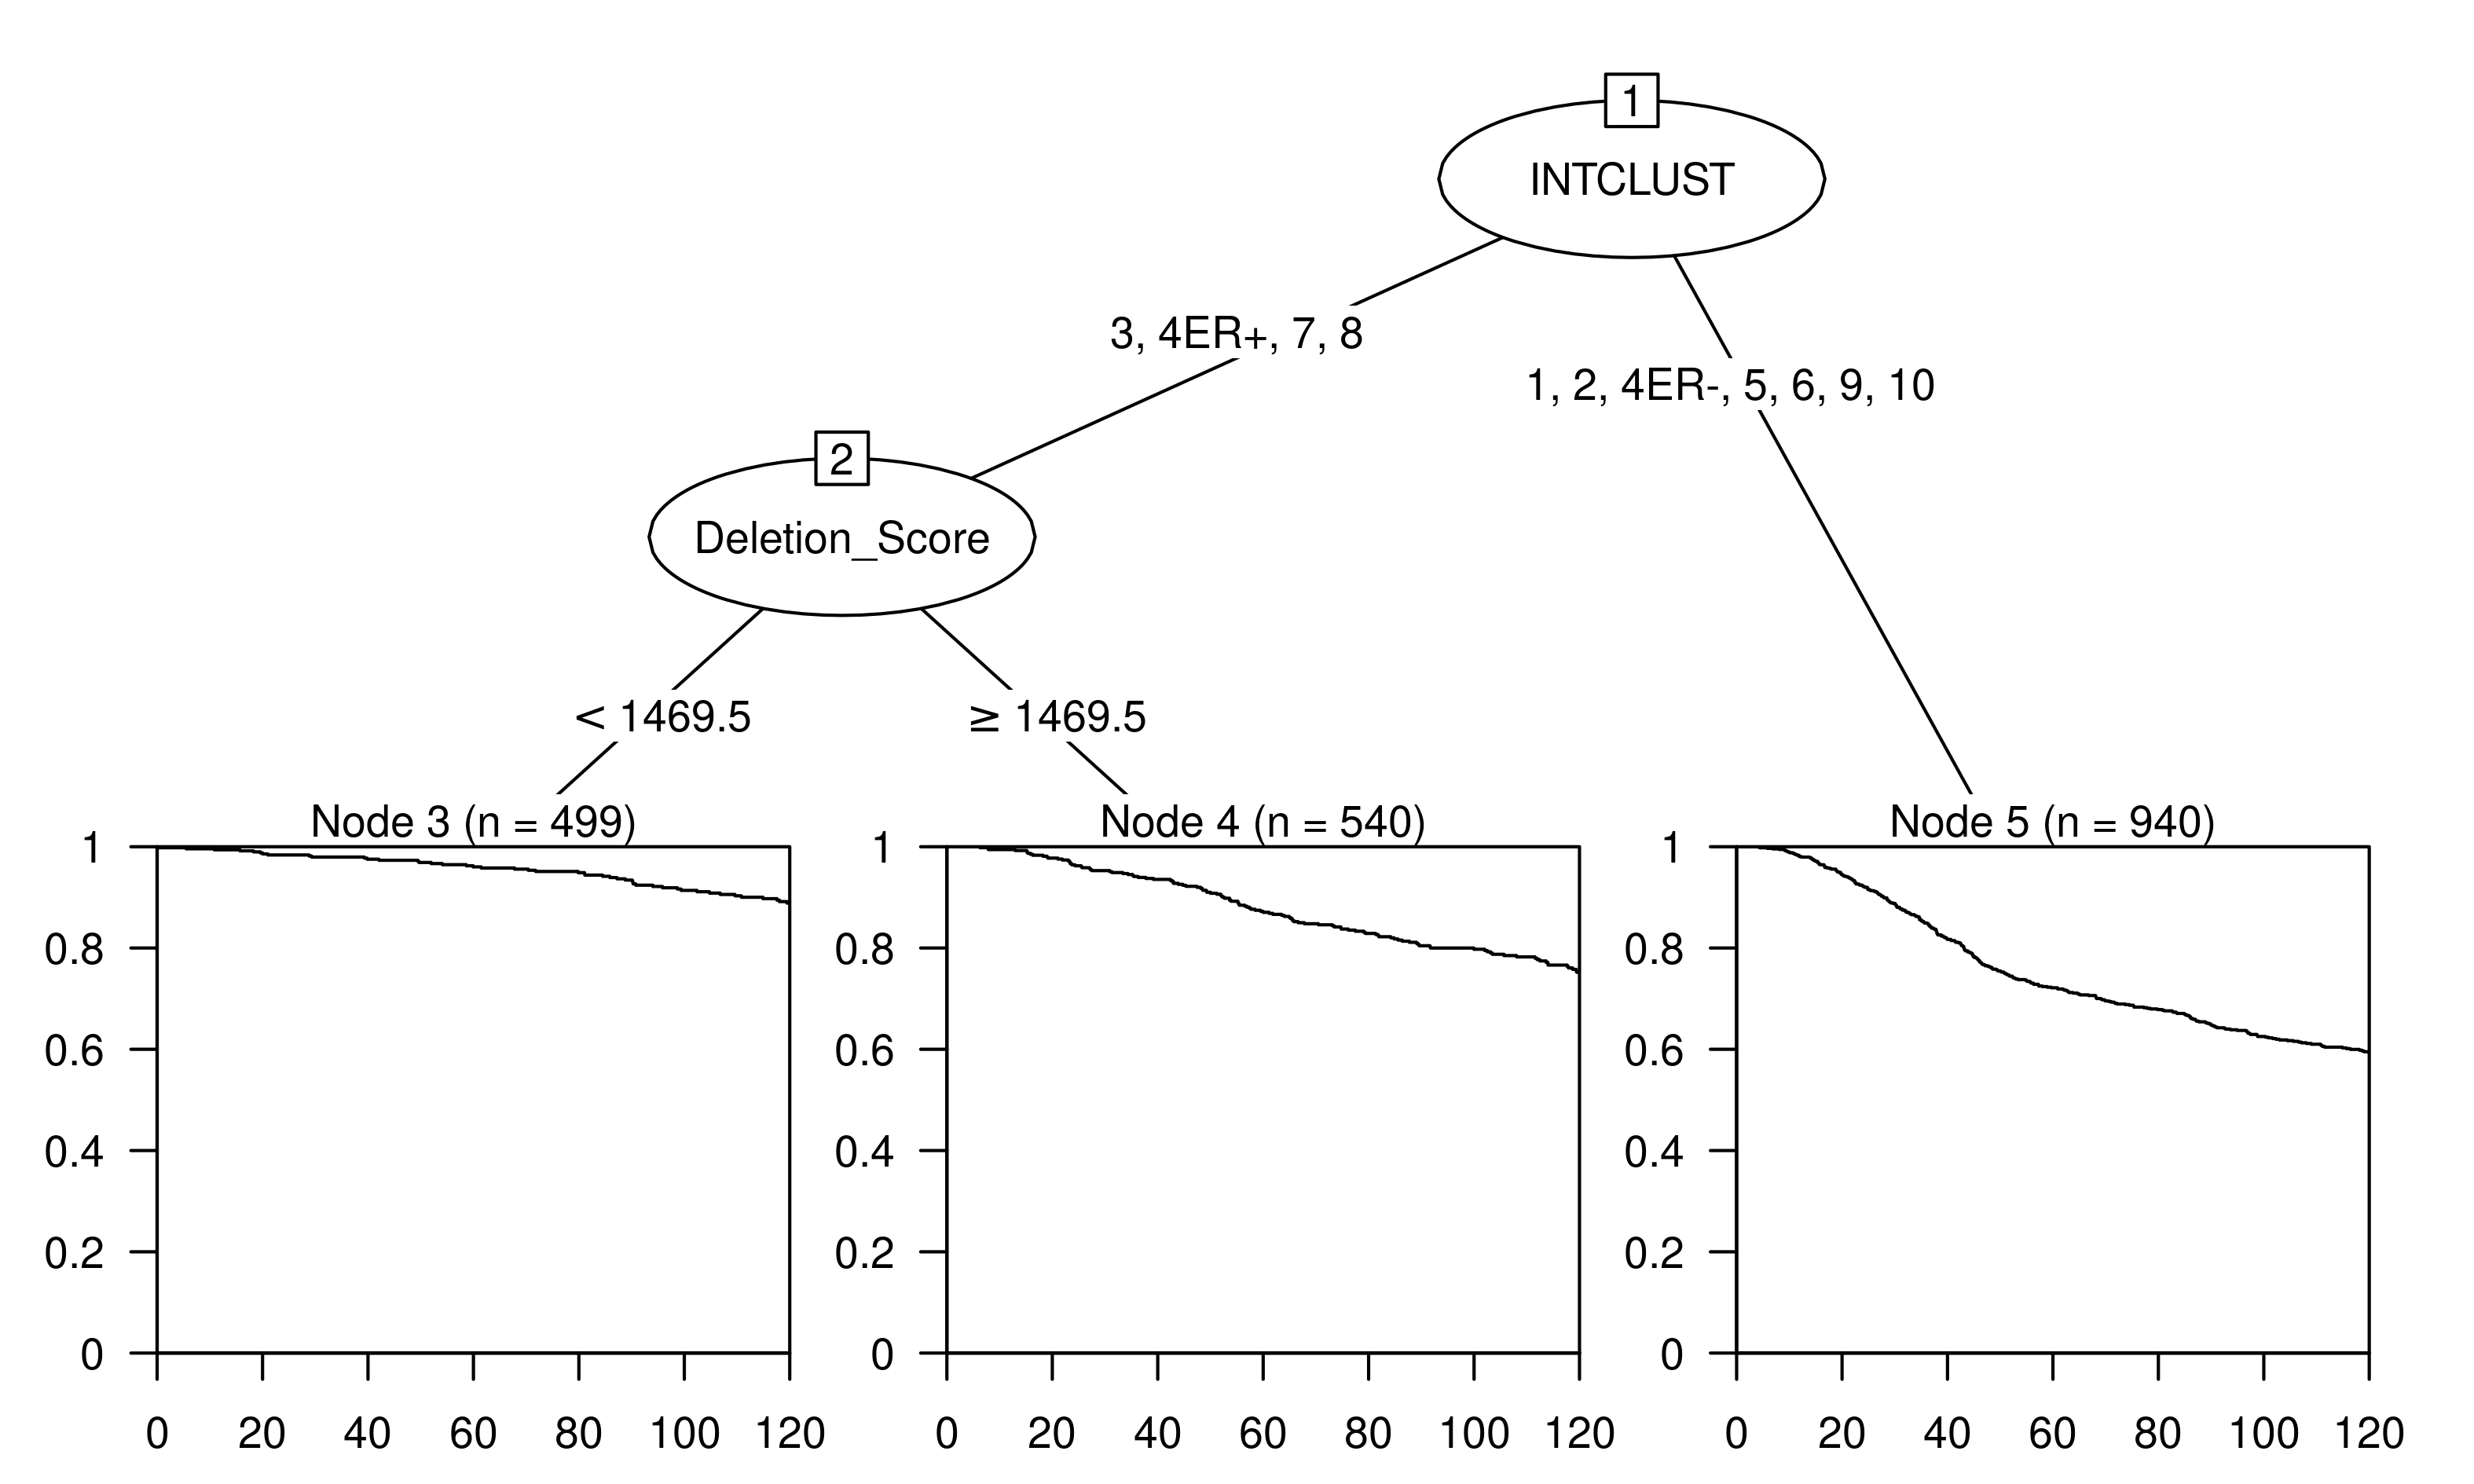 1
INTCLUST
3, 4ER+, 7, 8
1, 2, 4ER-, 5, 6, 9, 10
2
Deletion_Score
< 1469.5
≥ 1469.5
Node 3 (n = 499)
1
0.8
0.6
0.4
0.2
0
0 20 40 60 80 100 120
Node 4 (n = 540)
1
0.8
0.6
0.4
0.2
0
0 20 40 60 80 100 120
Node 5 (n = 940)
1
0.8
0.6
0.4
0.2
0
0 20 40 60 80 100 120